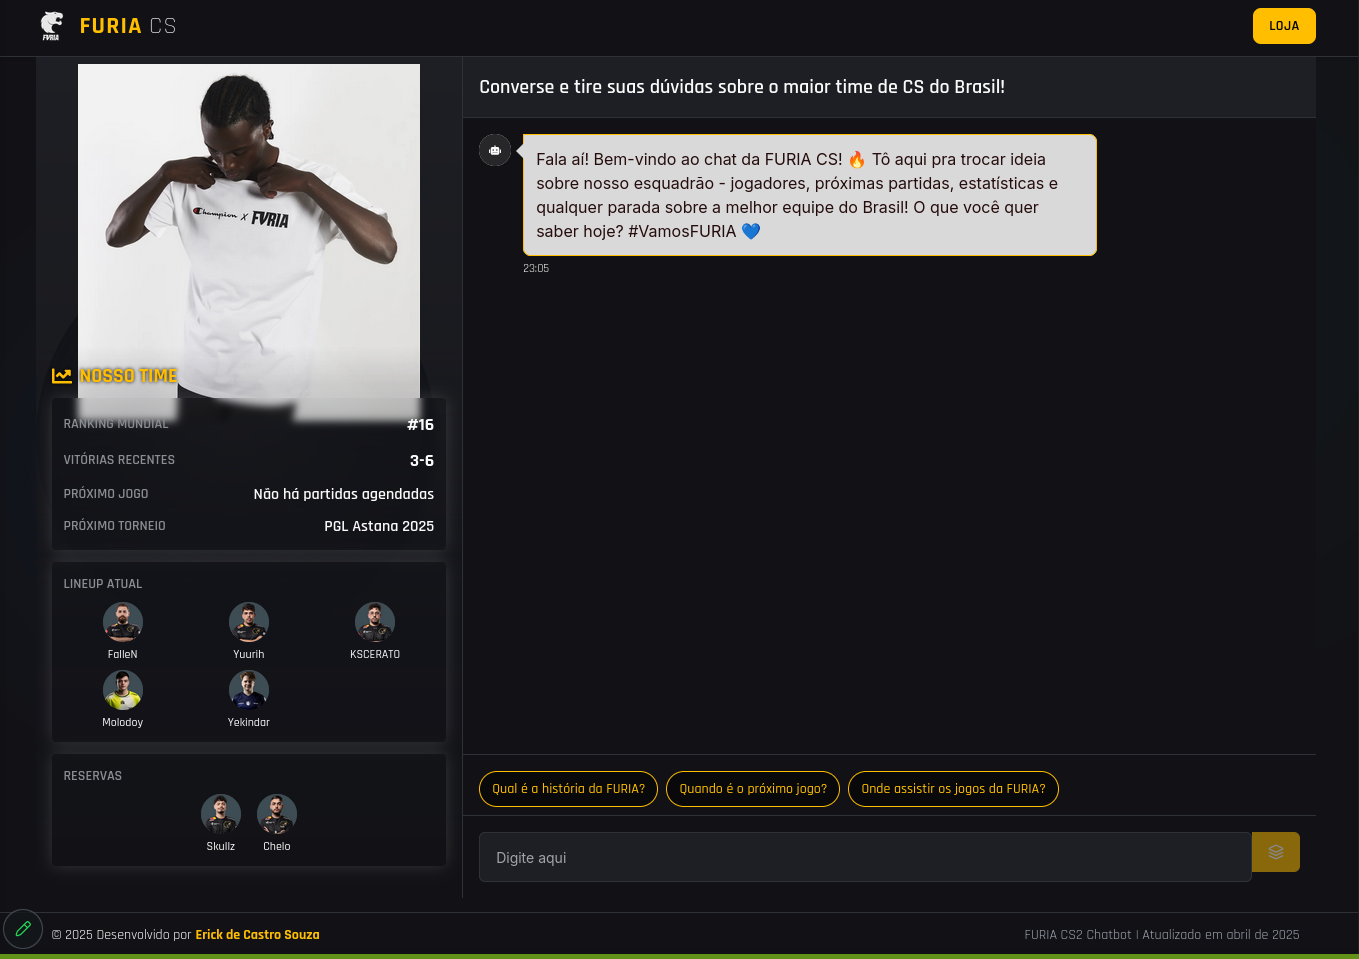 FURIA
FURIA CS
LOJA
Champion X FURIA
NOSSO TIME
RANKING MUNDIAL #16
VITÓRIAS RECENTES 3-6
PRÓXIMO JOGO Não há partidas agendadas
PRÓXIMO TORNEIO PGL Astana 2025
LINEUP ATUAL
FalleN Yuurih KSCERATO
Molodoy Yekindar
RESERVAS
Skullz Chelo
Converse e tire suas dúvidas sobre o maior time de CS do Brasil!
Fala aí! Bem-vindo ao chat da FURIA CS! 🔥 Tô aqui pra trocar ideia
sobre nosso esquadrão - jogadores, próximas partidas, estatísticas e
qualquer parada sobre a melhor equipe do Brasil! O que você quer
saber hoje? #VamosFURIA 💙
23:05
Qual é a história da FURIA? Quando é o próximo jogo? Onde assistir os jogos da FURIA?
Digite aqui
© 2025 Desenvolvido por Erick de Castro Souza
FURIA CS2 Chatbot | Atualizado em abril de 2025